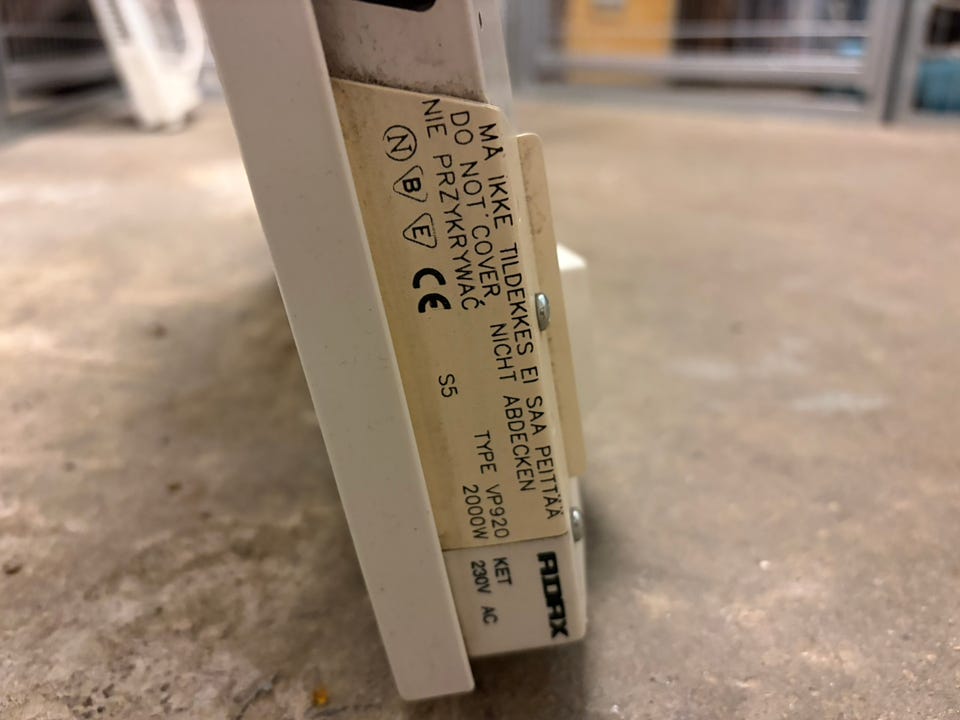 MÅ IKKE TILDEKKES EI SAA PEITTÄÄ
DO NOT COVER NICHT ABDECKEN
NIE PRZYKRYWAĆ
N B E CE S5
TYPE VP920 KET
2000W 230V AC
ADAX